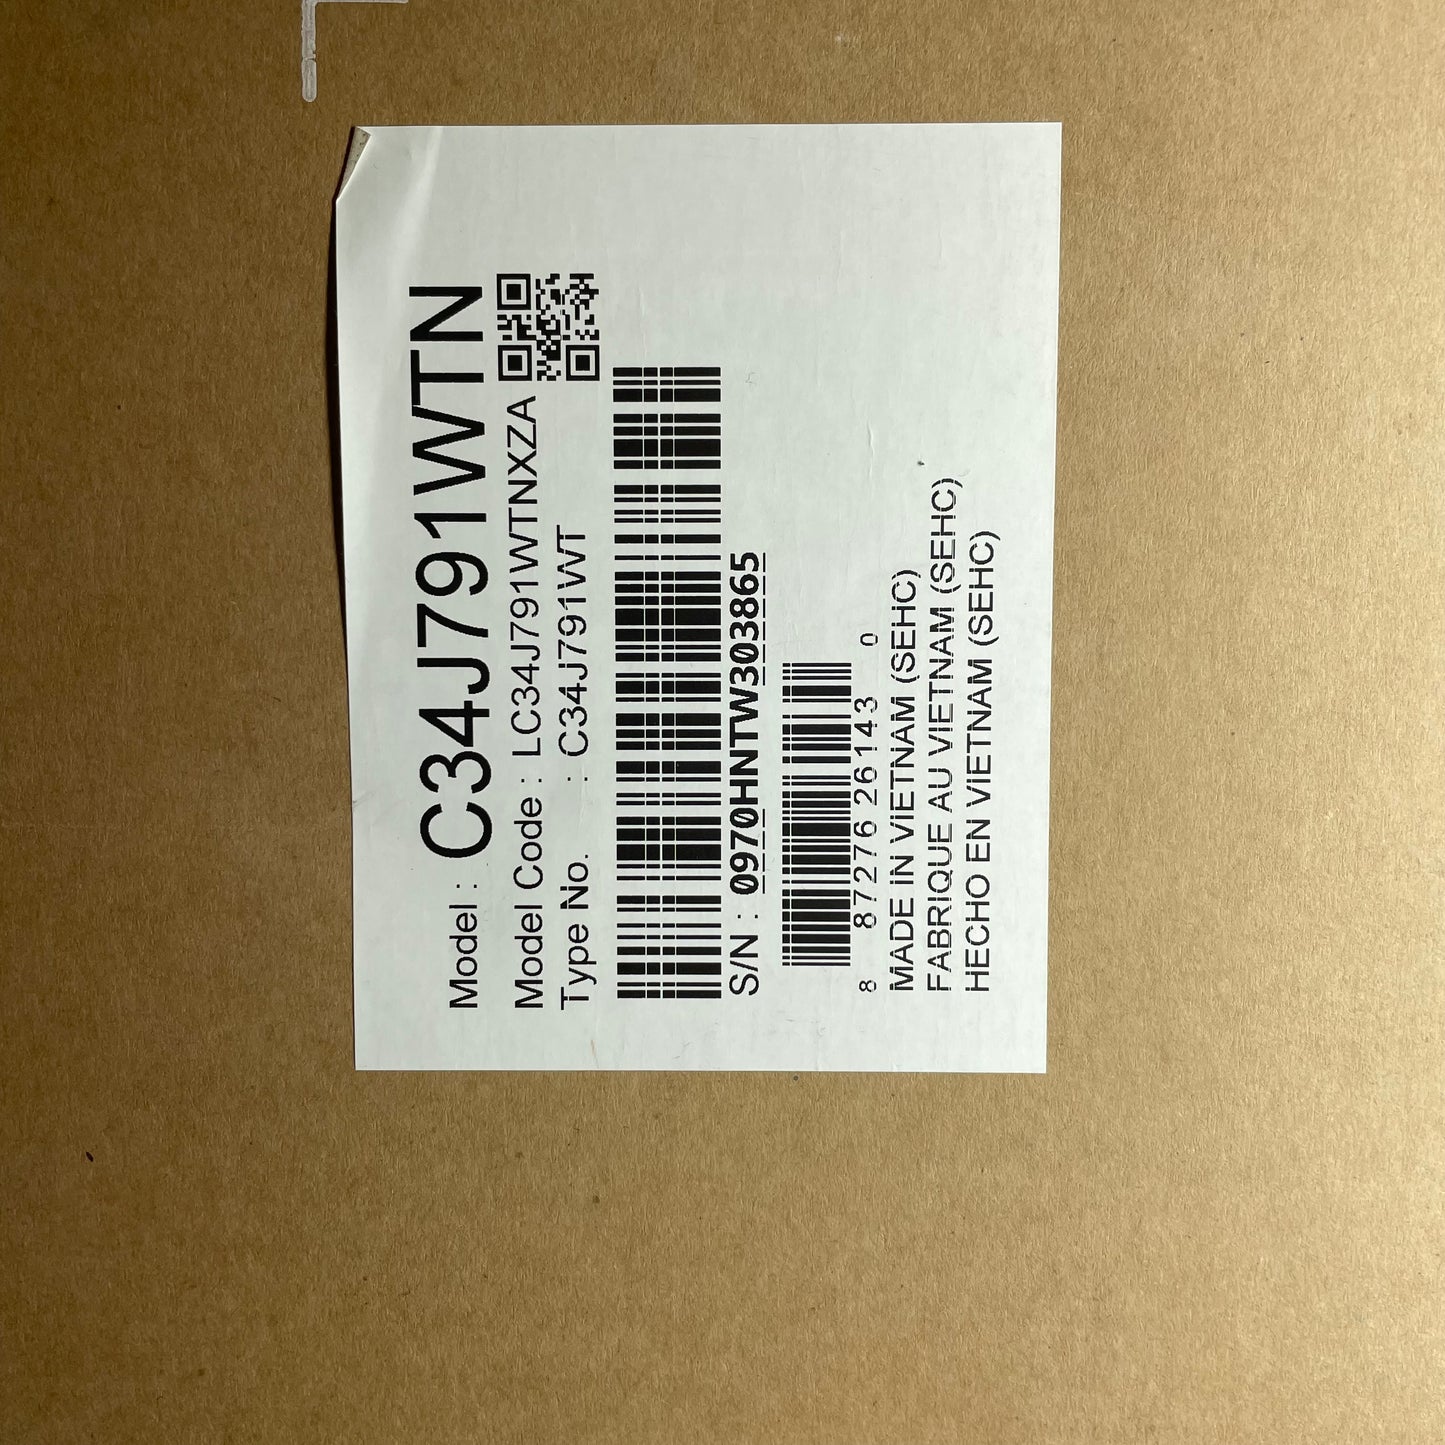 Model : C34J791WTN
Model Code : LC34J791WTNXZA
Type No. : C34J791WT
S/N : 0970HNTW303865
8 87276 26143 0
MADE IN VIETNAM (SEHC)
FABRIQUE AU VIETNAM (SEHC)
HECHO EN VIETNAM (SEHC)